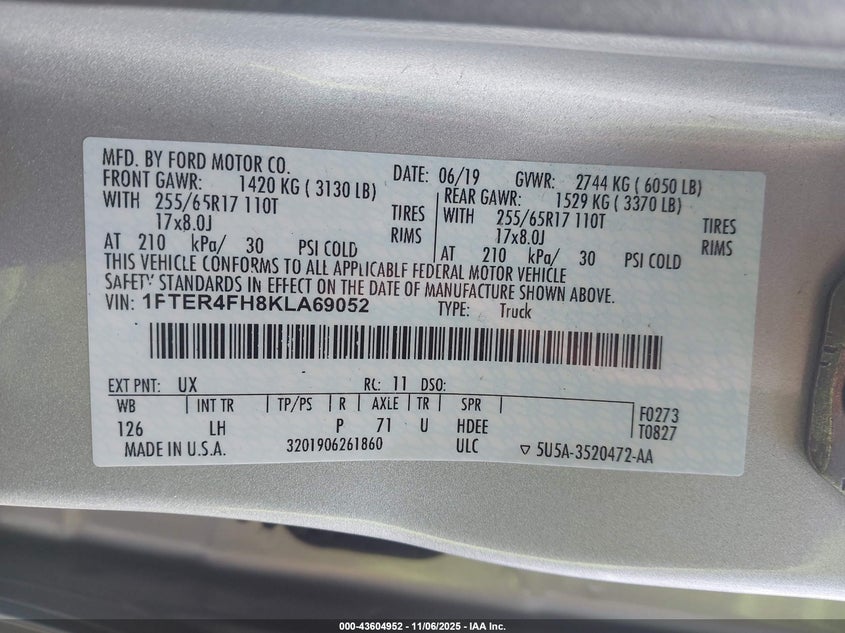 MFD. BY FORD MOTOR CO. DATE: 06/19 GVWR: 2744 KG ( 6050 LB)
FRONT GAWR: 1420 KG ( 3130 LB) REAR GAWR: 1529 KG ( 3370 LB)
WITH 255/65R17 110T TIRES WITH 255/65R17 110T TIRES
17x8.0J RIMS 17x8.0J RIMS
AT 210 kPa/ 30 PSI COLD AT 210 kPa/ 30 PSI COLD
THIS VEHICLE CONFORMS TO ALL APPLICABLE FEDERAL MOTOR VEHICLE
SAFETY STANDARDS IN EFFECT ON THE DATE OF MANUFACTURE SHOWN ABOVE.
VIN: 1FTER4FH8KLA69052 TYPE: Truck
EXT PNT: UX RC: 11 DSO:
WB INT TR TP/PS R AXLE TR SPR F0273
126 LH P 71 U HDEE T0827
MADE IN U.S.A. 3201906261860 ULC ▽ 5U5A-3520472-AA
000-43604952 - 11/06/2025 - IAA Inc.